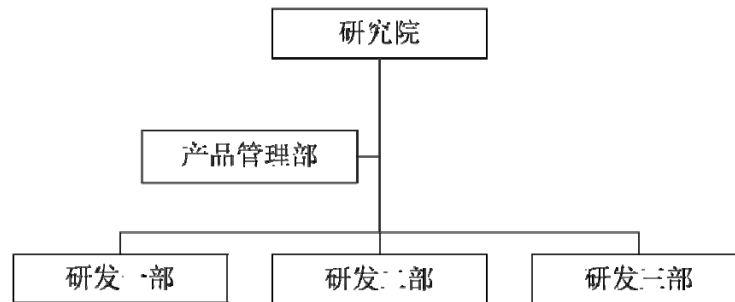 研究院
产品管理部
研发一部
研发二部
研发三部